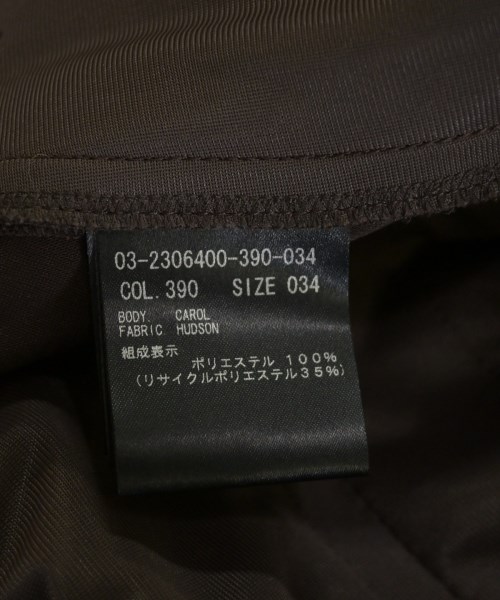 03-2306400-390-034
COL. 390 SIZE 034
BODY. CAROL
FABRIC HUDSON
組成表示
ポリエステル 100%
(リサイクルポリエステル35%)